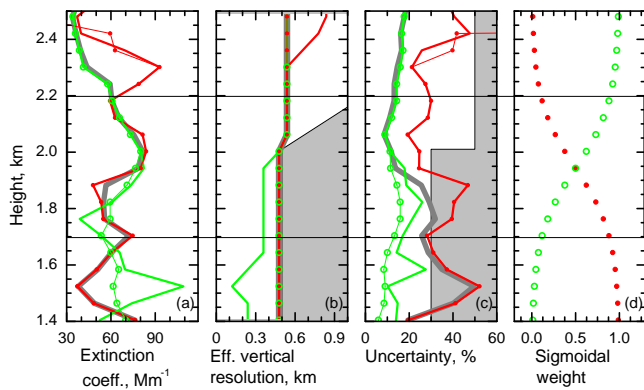 2.4
2.2
2.0
1.8
1.6
1.4
Height, km
(a)
(b)
(c)
(d)
30 60 90
0.0 0.3 0.6 0.9
0 20 40 60
0.0 0.5 1.0
Extinction
coeff., Mm-1
Eff. vertical
resolution, km
Uncertainty, %
Sigmoidal
weight